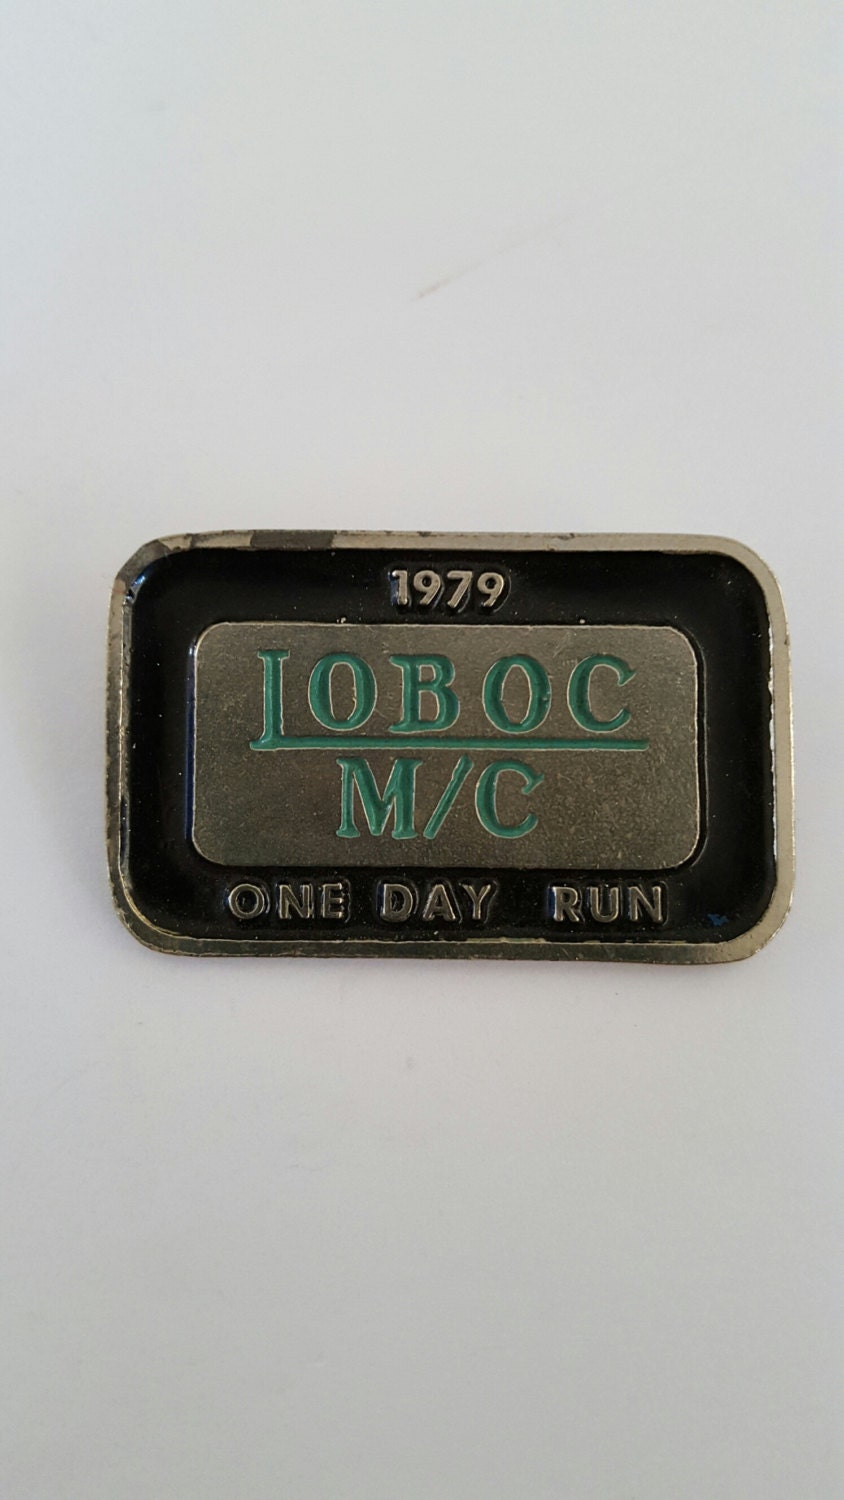 1979
LOBOC
M/C
ONE DAY RUN